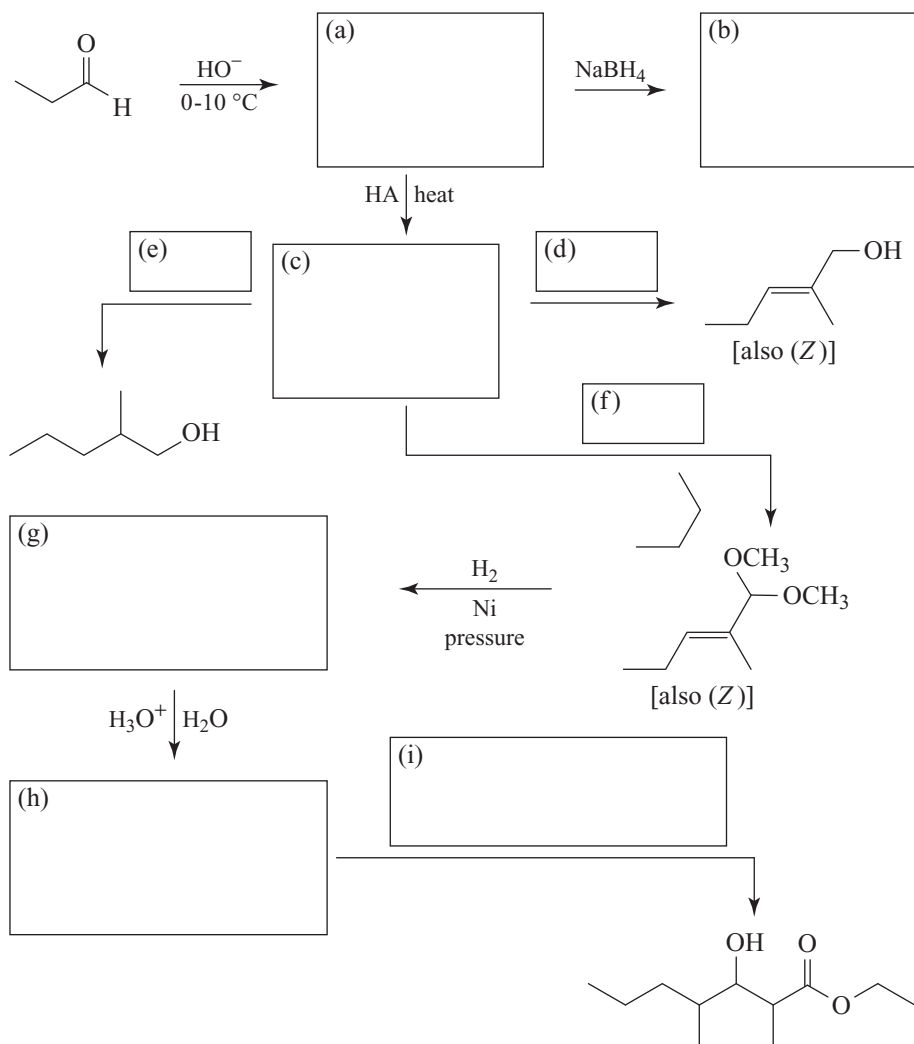 O
H
HO⁻
0-10 °C
(a)
NaBH₄
(b)
HA heat
(e)
(c)
(d)
OH
[also (Z)]
OH
(f)
(g)
H₂
Ni
pressure
OCH₃
OCH₃
[also (Z)]
H₃O⁺ H₂O
(i)
(h)
OH O
O